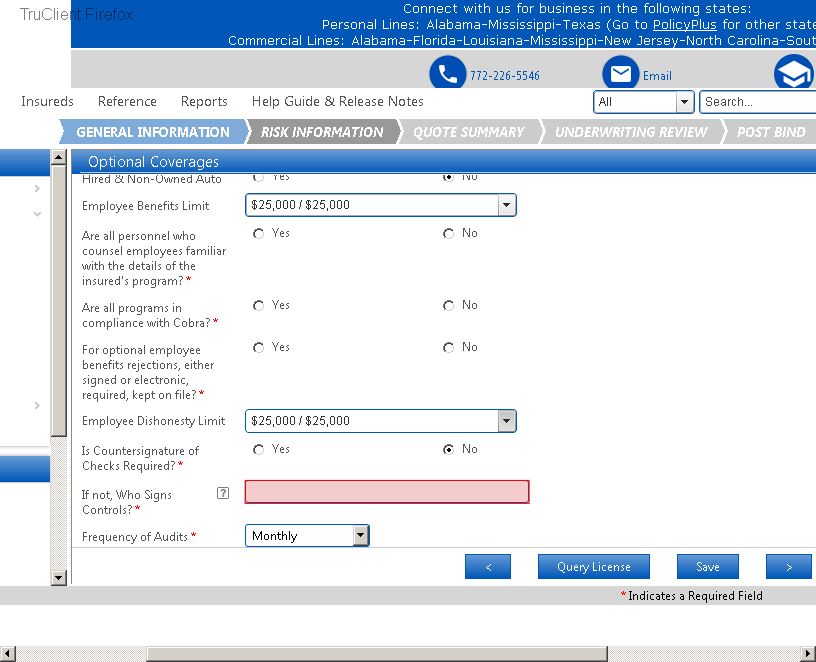 TruClient Firefox
Connect with us for business in the following states:
Personal Lines: Alabama-Mississippi-Texas (Go to PolicyPlus for other state
Commercial Lines: Alabama-Florida-Louisiana-Mississippi-New Jersey-North Carolina-Sout
772-226-5546
Email
Insureds Reference Reports Help Guide & Release Notes
All
Search...
GENERAL INFORMATION RISK INFORMATION QUOTE SUMMARY UNDERWRITING REVIEW POST BIND
Optional Coverages
Hired & Non-Owned Auto Yes No
Employee Benefits Limit $25,000 / $25,000
Are all personnel who Yes No
counsel employees familiar
with the details of the
insured's program? *
Are all programs in Yes No
compliance with Cobra? *
For optional employee Yes No
benefits rejections, either
signed or electronic,
required, kept on file? *
Employee Dishonesty Limit $25,000 / $25,000
Is Countersignature of Yes No
Checks Required? *
If not, Who Signs ?
Controls? *
Frequency of Audits * Monthly
< Query License Save >
* Indicates a Required Field